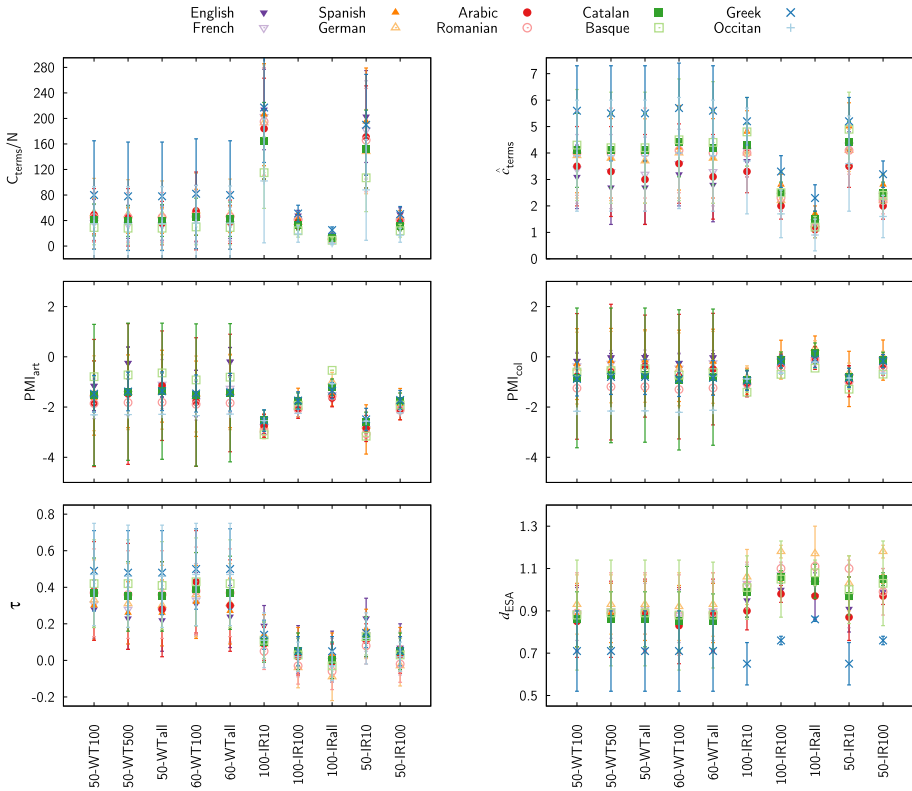 English Spanish Arabic Catalan Greek
French German Romanian Basque Occitan
C_terms/N
280
240
200
160
120
80
40
0
ĉ_terms
7
6
5
4
3
2
1
0
PMI_art
2
0
-2
-4
PMI_col
2
0
-2
-4
τ
0.8
0.6
0.4
0.2
0.0
-0.2
d_ESA
1.3
1.1
0.9
0.7
0.5
50-WT100
50-WT500
50-WTall
60-WT100
60-WTall
100-IR10
100-IR100
100-IRall
50-IR10
50-IR100
50-WT100
50-WT500
50-WTall
60-WT100
60-WTall
100-IR10
100-IR100
100-IRall
50-IR10
50-IR100